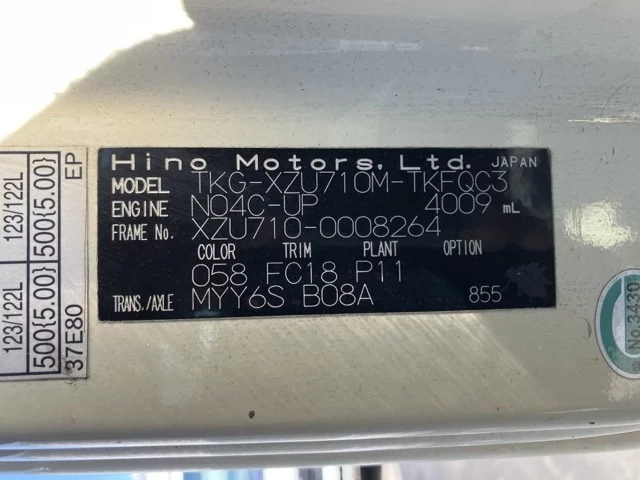 Hino Motors, Ltd. JAPAN
MODEL TKG-XZU710M-TKFQC3
ENGINE N04C-UP 4009 mL
FRAME No. XZU710-0008264
COLOR TRIM PLANT OPTION
058 FC18 P11
TRANS./AXLE MYY6S B08A 855
123/122L 123/122L
500{5.00} 500{5.00}
37E80 EP
No.3430